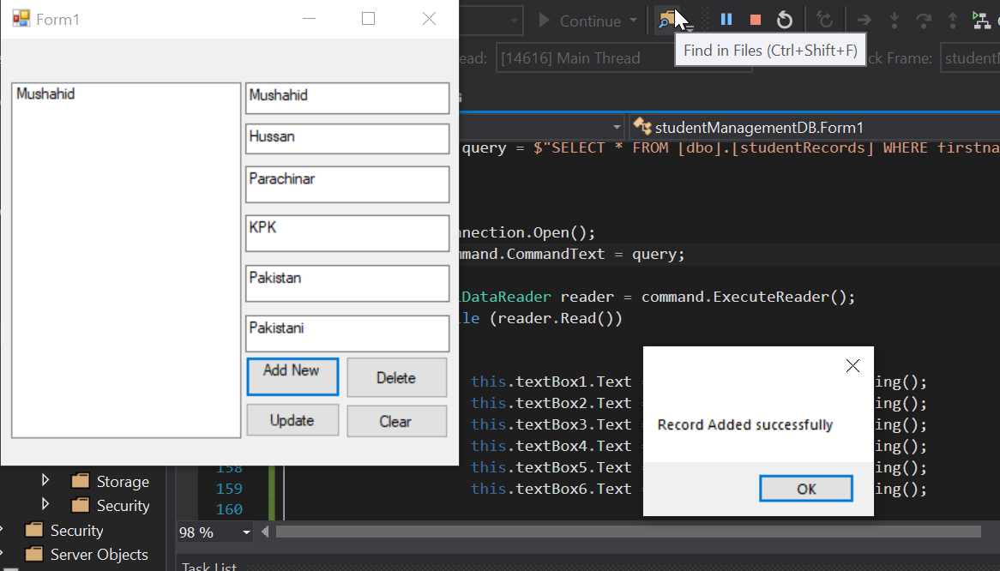 Form1
Continue
Find in Files (Ctrl+Shift+F)
ead:
[14616] Main Thread
ck Frame:
studentM
Mushahid
Mushahid
Hussan
Parachinar
KPK
Pakistan
Pakistani
Add New
Delete
Update
Clear
studentManagementDB.Form1
query = $"SELECT * FROM [dbo].[studentRecords] WHERE firstna
nnection.Open();
mmand.CommandText = query;
lDataReader reader = command.ExecuteReader();
le (reader.Read())
this.textBox1.Text ing();
this.textBox2.Text ing();
this.textBox3.Text ing();
this.textBox4.Text ing();
158 this.textBox5.Text ing();
159 this.textBox6.Text ing();
160
Record Added successfully
OK
Storage
Security
Security
Server Objects
98 %
Task List